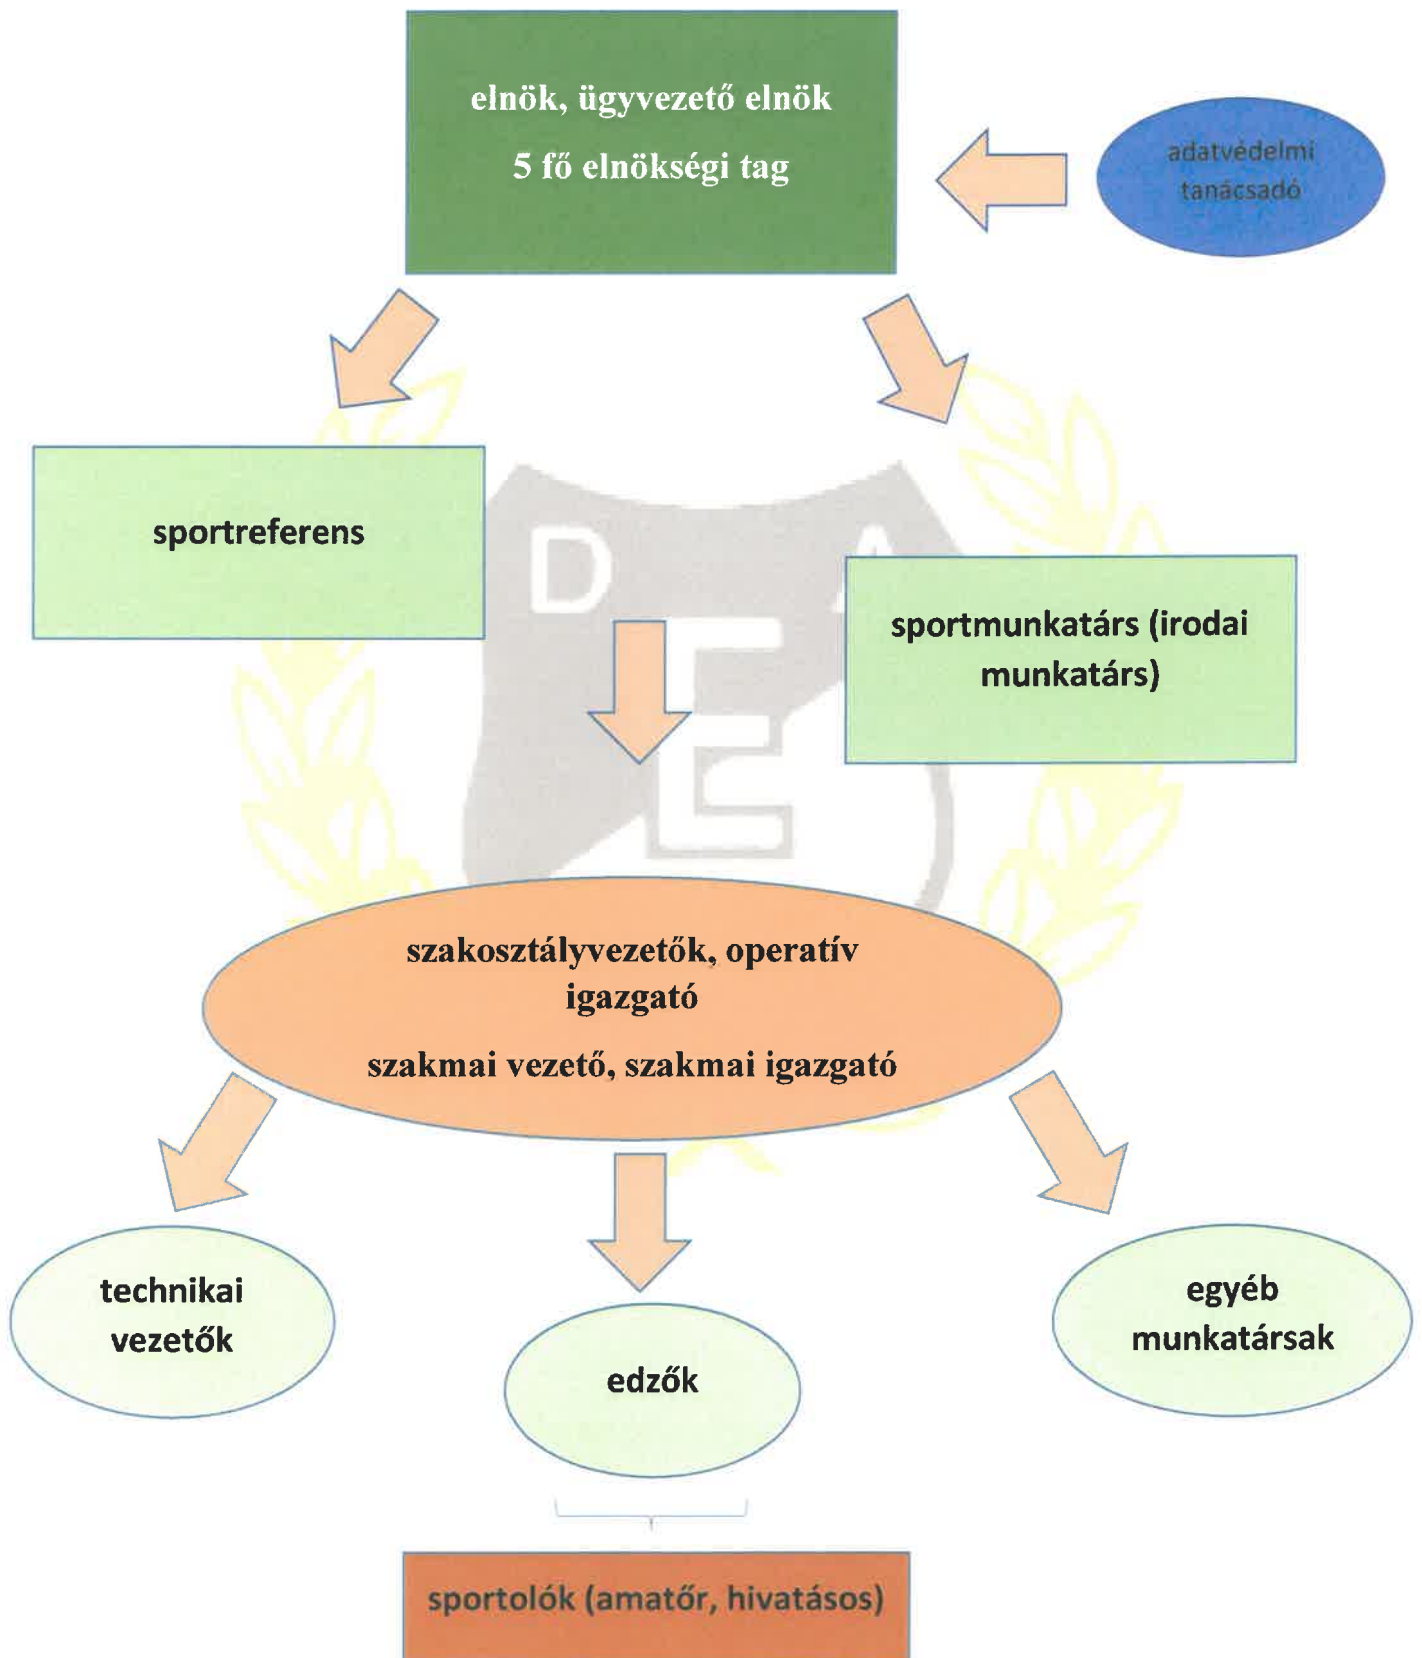 elnök, ügyvezető elnök
5 fő elnökségi tag
adatvédelmi
tanácsadó
sportreferens
D A
E
sportmunkatárs (irodai
munkatárs)
szakosztályvezetők, operatív
igazgató
szakmai vezető, szakmai igazgató
technikai
vezetők
edzők
egyéb
munkatársak
sportolók (amatőr, hivatásos)